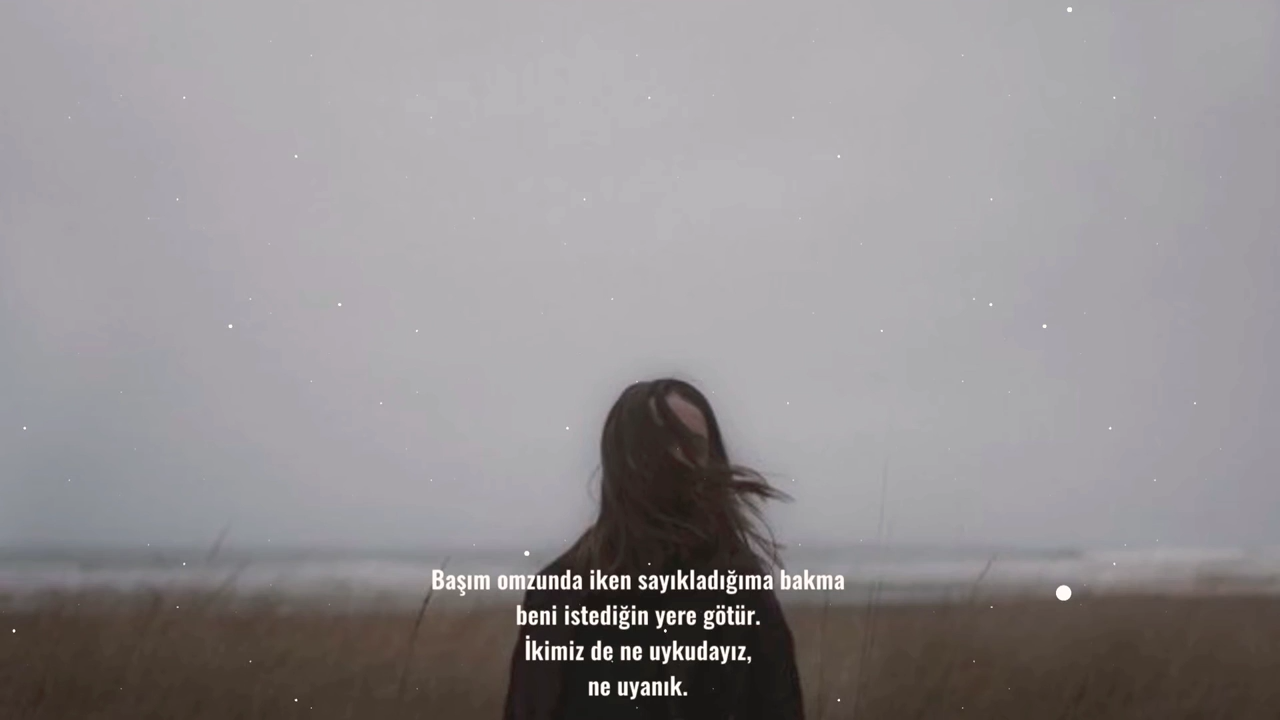 Başım omzunda iken sayıkladığıma bakma
beni istediğin yere götür.
İkimiz de ne uykudayız,
ne uyanık.